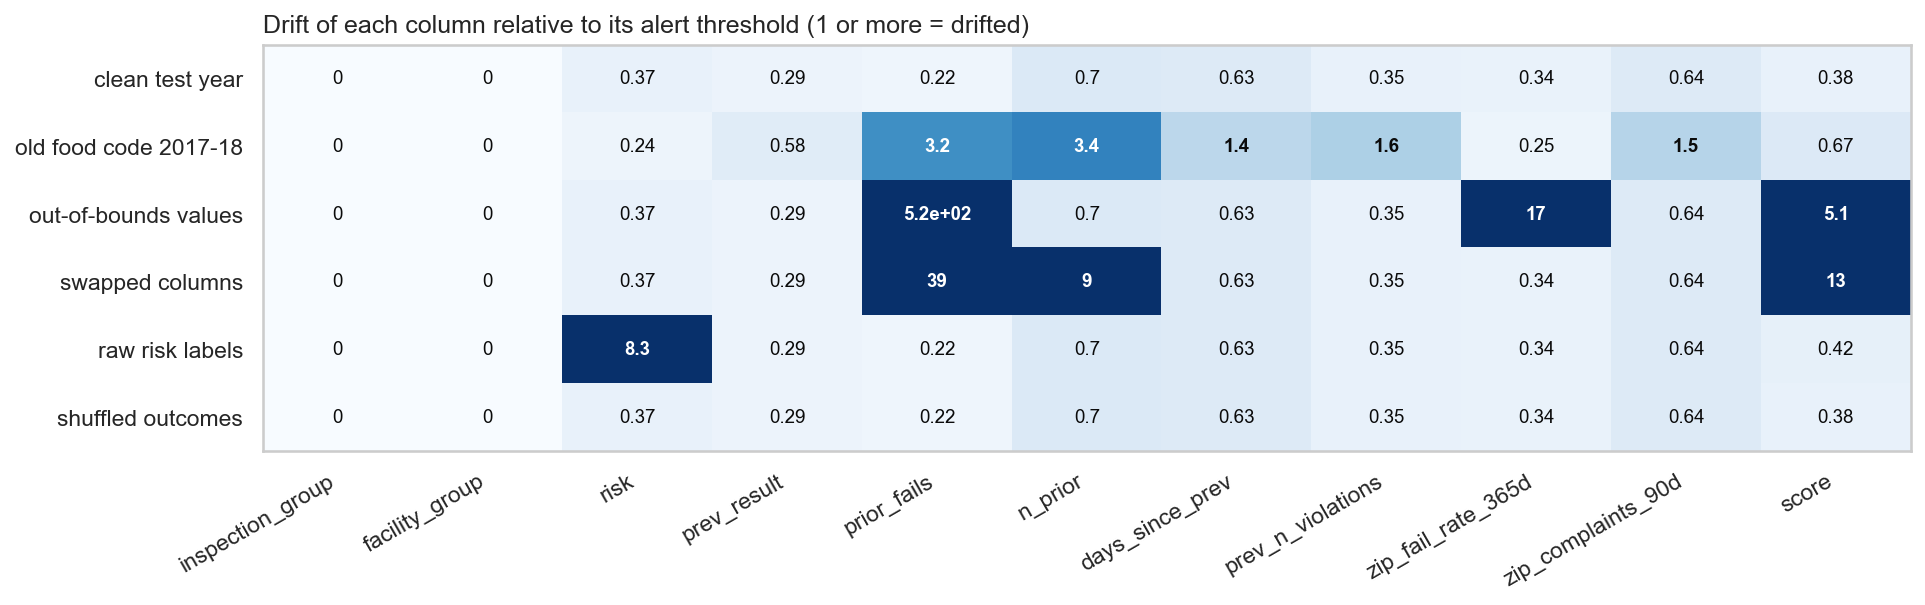 Drift of each column relative to its alert threshold (1 or more = drifted)
clean test year 0 0 0.37 0.29 0.22 0.7 0.63 0.35 0.34 0.64 0.38
old food code 2017-18 0 0 0.24 0.58 3.2 3.4 1.4 1.6 0.25 1.5 0.67
out-of-bounds values 0 0 0.37 0.29 5.2e+02 0.7 0.63 0.35 17 0.64 5.1
swapped columns 0 0 0.37 0.29 39 9 0.63 0.35 0.34 0.64 13
raw risk labels 0 0 8.3 0.29 0.22 0.7 0.63 0.35 0.34 0.64 0.42
shuffled outcomes 0 0 0.37 0.29 0.22 0.7 0.63 0.35 0.34 0.64 0.38
inspection_group
facility_group
risk
prev_result
prior_fails
n_prior
days_since_prev
prev_n_violations
zip_fail_rate_365d
zip_complaints_90d
score